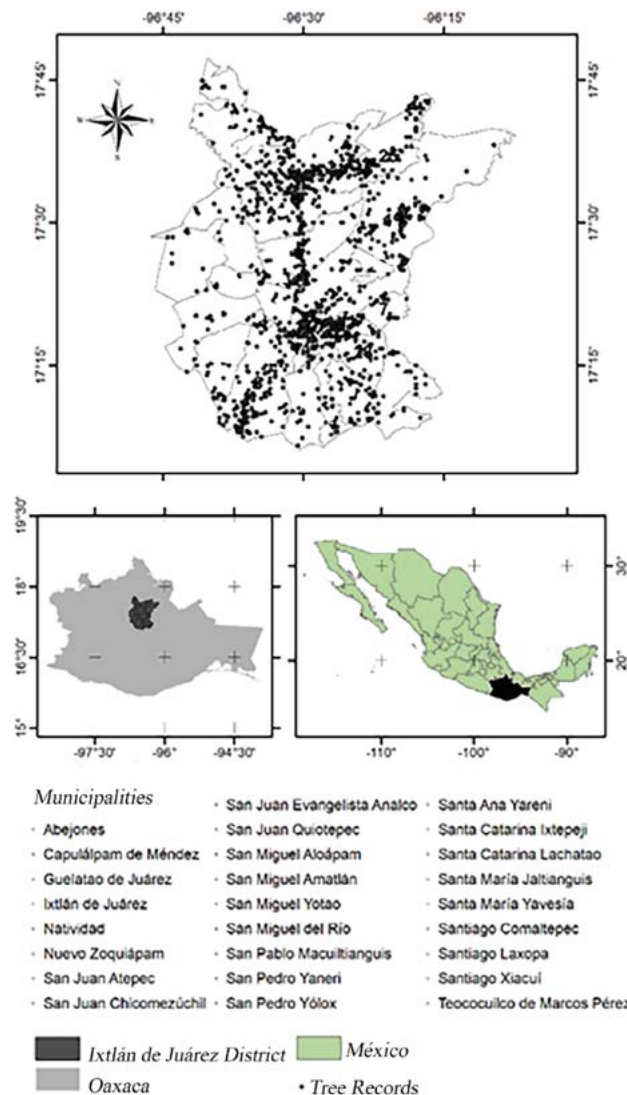 -96°45' -96°30' -96°15'
17°45' 17°45'
N
W E
S
17°30' 17°30'
17°15' 17°15'
19°30'
18°
16°30'
15°
-97°30' -96° -94°30'
30°
20°
-110° -100° -90°
Municipalities
Abejones
Capulálpam de Méndez
Guelatao de Juárez
Ixtlán de Juárez
Natividad
Nuevo Zoquiápam
San Juan Atepec
San Juan Chicomezúchil
San Juan Evangelista Analco
San Juan Quiotepec
San Miguel Aloápam
San Miguel Amatlán
San Miguel Yotao
San Miguel del Río
San Pablo Macuiltianguis
San Pedro Yaneri
San Pedro Yólox
Santa Ana Yareni
Santa Catarina Ixtepeji
Santa Catarina Lachatao
Santa María Jaltianguis
Santa María Yavesía
Santiago Comaltepec
Santiago Laxopa
Santiago Xiacuí
Teococuilco de Marcos Pérez
Ixtlán de Juárez District
México
Oaxaca
• Tree Records